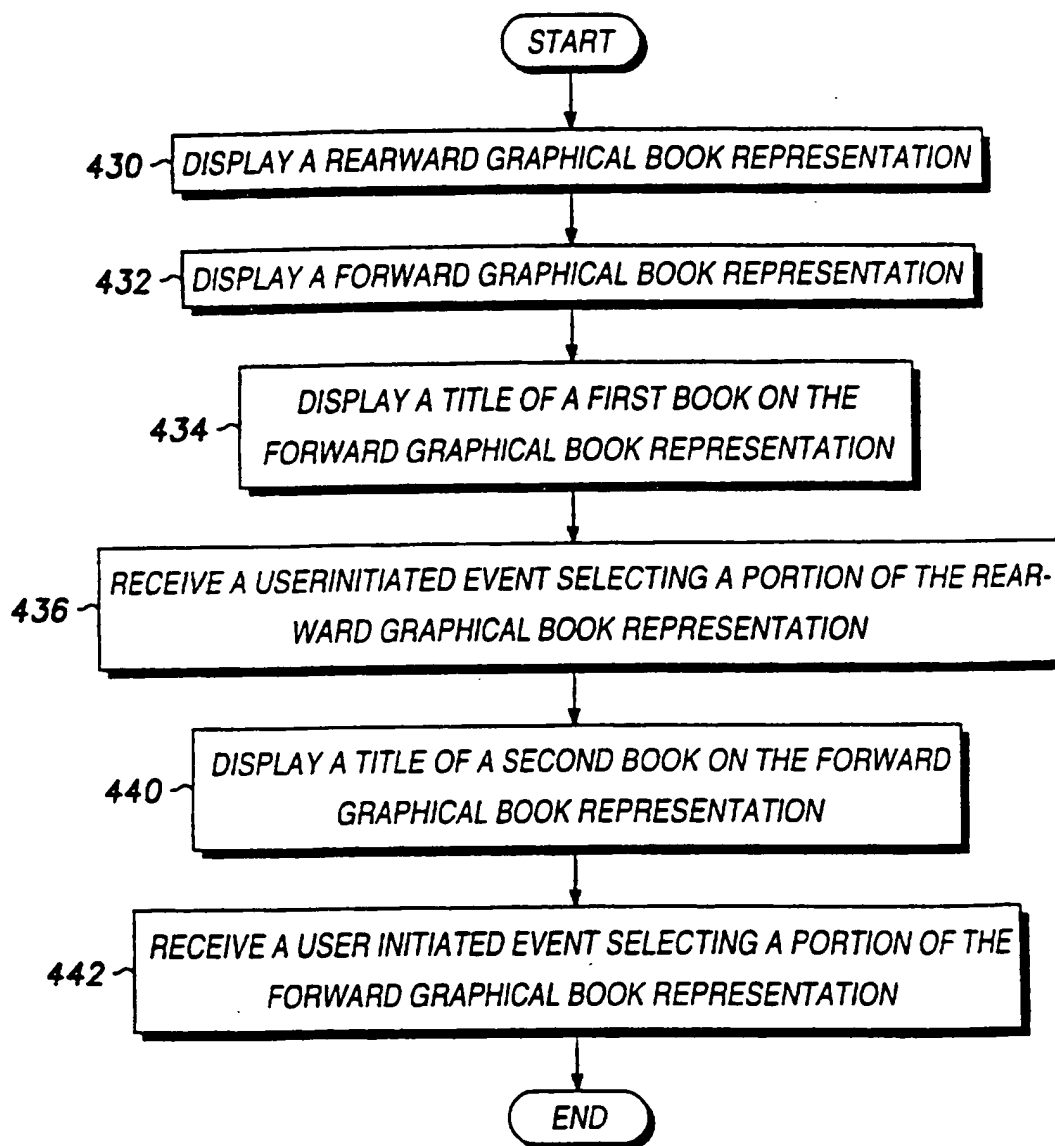 START
430 DISPLAY A REARWARD GRAPHICAL BOOK REPRESENTATION
432 DISPLAY A FORWARD GRAPHICAL BOOK REPRESENTATION
434 DISPLAY A TITLE OF A FIRST BOOK ON THE
FORWARD GRAPHICAL BOOK REPRESENTATION
436 RECEIVE A USERINITIATED EVENT SELECTING A PORTION OF THE REAR-
WARD GRAPHICAL BOOK REPRESENTATION
440 DISPLAY A TITLE OF A SECOND BOOK ON THE FORWARD
GRAPHICAL BOOK REPRESENTATION
442 RECEIVE A USER INITIATED EVENT SELECTING A PORTION OF THE
FORWARD GRAPHICAL BOOK REPRESENTATION
END